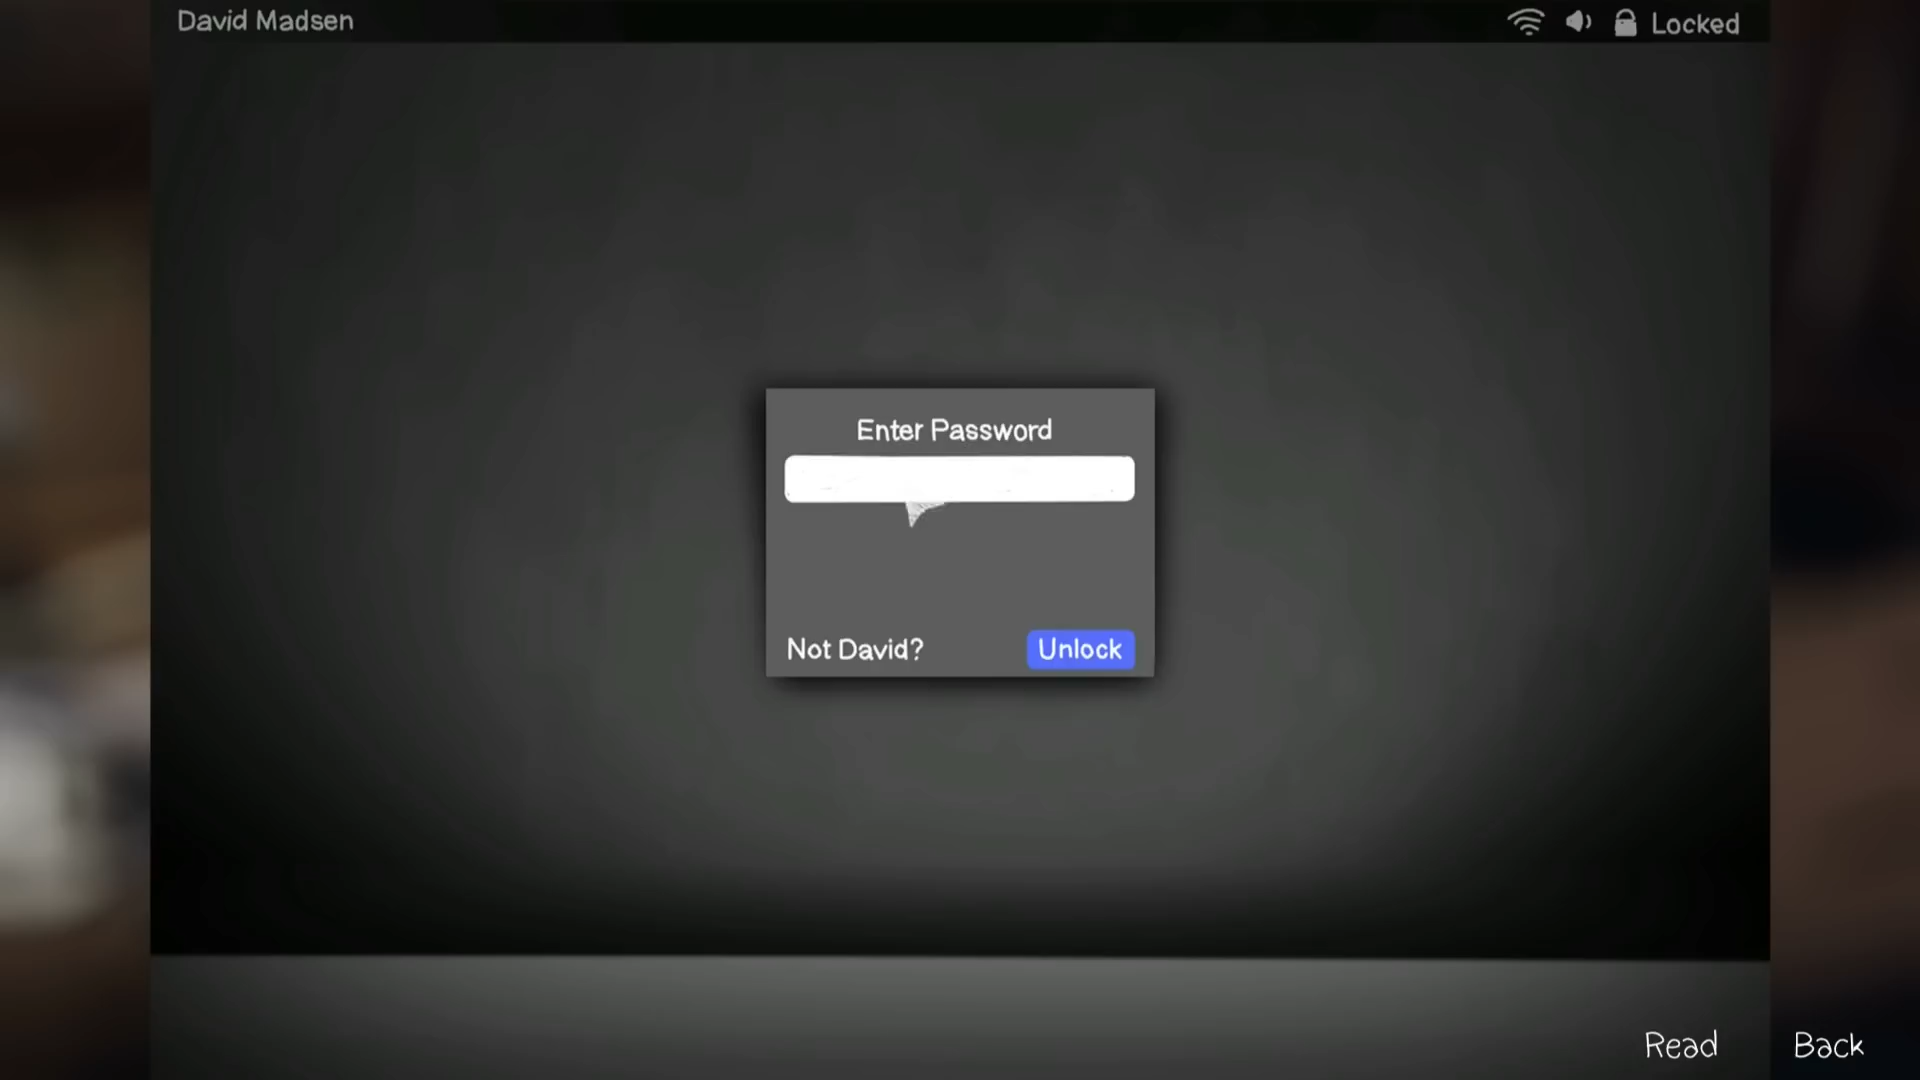 David Madsen
Locked
Enter Password
Not David?
Unlock
Read
Back